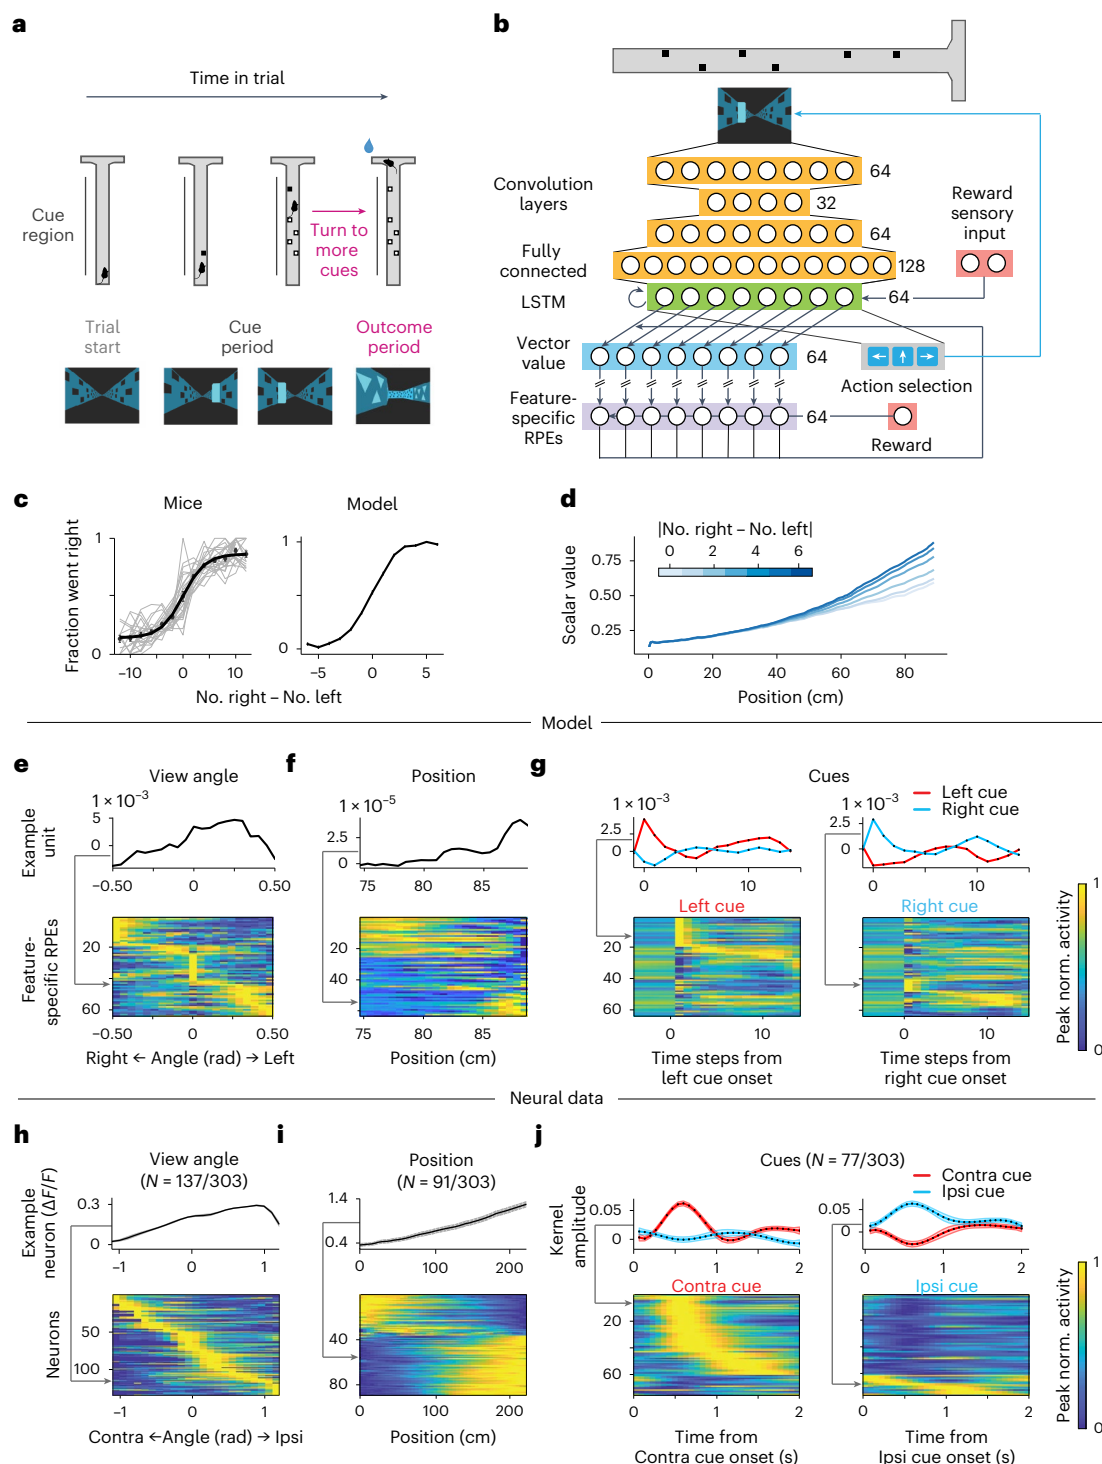 a
Time in trial
Cue
region
Turn to
more
cues
Trial
start
Cue
period
Outcome
period
b
Convolution
layers
64
32
64
Fully
connected
128
LSTM
64
Reward
sensory
input
Vector
value
64
Action selection
Feature-
specific
RPEs
64
Reward
c
Mice
Model
Fraction went right
1
0
−10 0 10
1
0
−5 0 5
No. right – No. left
d
|No. right – No. left|
0 2 4 6
Scalar value
0.75
0.50
0.25
0 20 40 60 80
Position (cm)
Model
e
View angle
1 × 10−3
Example
unit
5
0
−0.50 0 0.50
Feature-
specific RPEs
20
40
60
−0.50 0 0.50
Right ← Angle (rad) → Left
f
Position
1 × 10−5
2.5
0
75 80 85
20
40
60
75 80 85
Position (cm)
g
Cues
Left cue
Right cue
1 × 10−3
2.5
0
0 10
1 × 10−3
2.5
0
0 10
Left cue
20
40
60
0 10
Time steps from
left cue onset
Right cue
20
40
60
0 10
Time steps from
right cue onset
Peak norm. activity
1
0
Neural data
h
View angle
(N = 137/303)
Example
neuron (ΔF/F)
0.3
0
−1 0 1
Neurons
50
100
−1 0 1
Contra ←Angle (rad) → Ipsi
i
Position
(N = 91/303)
1.4
0.4
0 100 200
40
80
0 100 200
Position (cm)
j
Cues (N = 77/303)
Contra cue
Ipsi cue
Kernel
amplitude
0.05
0
0 1 2
0.05
0
0 1 2
Contra cue
20
60
0 1 2
Time from
Contra cue onset (s)
Ipsi cue
0 1 2
Time from
Ipsi cue onset (s)
Peak norm. activity
1
0